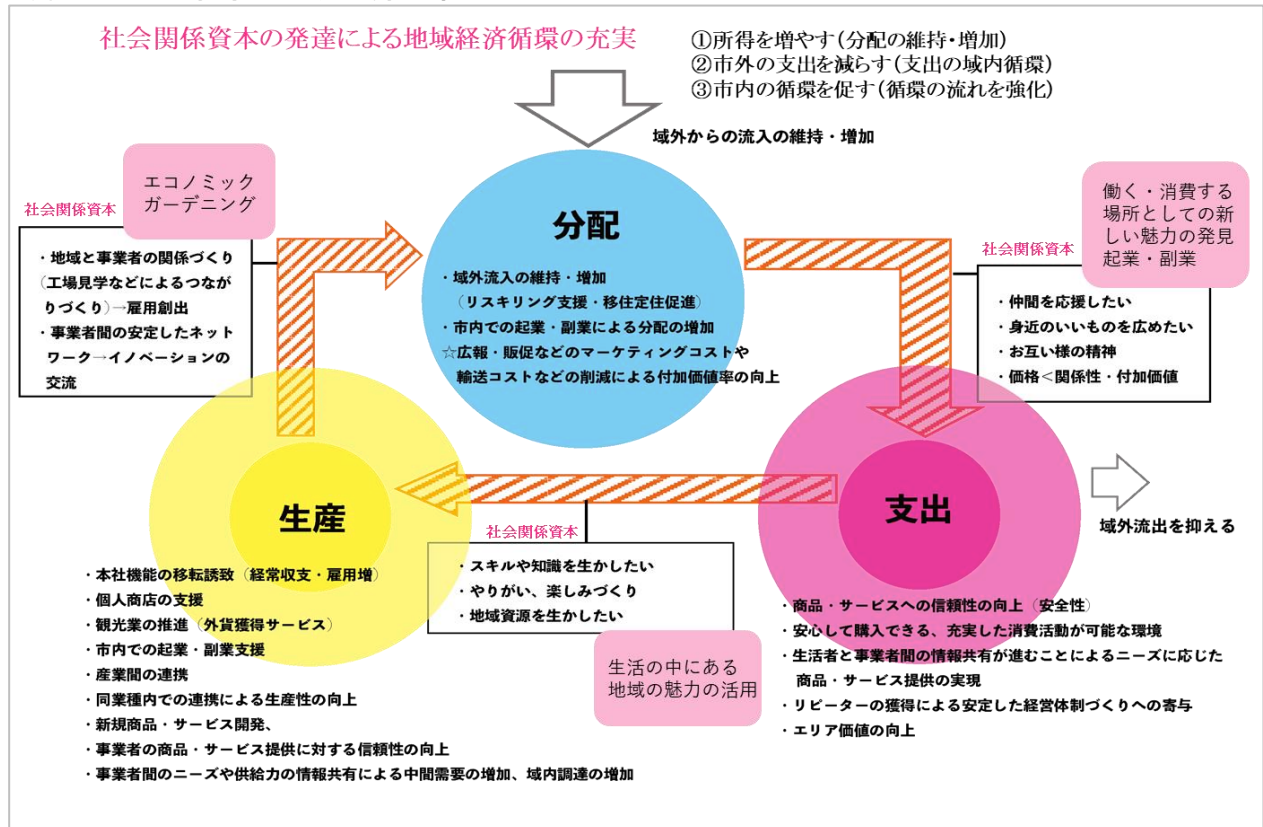 社会関係資本の発達による地域経済循環の充実
①所得を増やす(分配の維持・増加)
②市外の支出を減らす(支出の域内循環)
③市内の循環を促す(循環の流れを強化)
域外からの流入の維持・増加
エコノミック
ガーデニング
社会関係資本
・地域と事業者の関係づくり
(工場見学などによるつなが
りづくり)→雇用創出
・事業者間の安定したネット
ワーク→イノベーションの
交流
分配
・域外流入の維持・増加
(リスキリング支援・移住定住促進)
・市内での起業・副業による分配の増加
☆広報・販促などのマーケティングコストや
輸送コストなどの削減による付加価値率の向上
働く・消費する
場所としての新
しい魅力の発見
起業・副業
社会関係資本
・仲間を応援したい
・身近のいいものを広めたい
・お互い様の精神
・価格<関係性・付加価値
支出
域外流出を抑える
・商品・サービスへの信頼性の向上(安全性)
・安心して購入できる、充実した消費活動が可能な環境
・生活者と事業者間の情報共有が進むことによるニーズに応じた
商品・サービス提供の実現
・リピーターの獲得による安定した経営体制づくりへの寄与
・エリア価値の向上
社会関係資本
・スキルや知識を生かしたい
・やりがい、楽しみづくり
・地域資源を生かしたい
生活の中にある
地域の魅力の活用
生産
・本社機能の移転誘致(経常収支・雇用増)
・個人商店の支援
・観光業の推進(外貨獲得サービス)
・市内での起業・副業支援
・産業間の連携
・同業種内での連携による生産性の向上
・新規商品・サービス開発、
・事業者の商品・サービス提供に対する信頼性の向上
・事業者間のニーズや供給力の情報共有による中間需要の増加、域内調達の増加